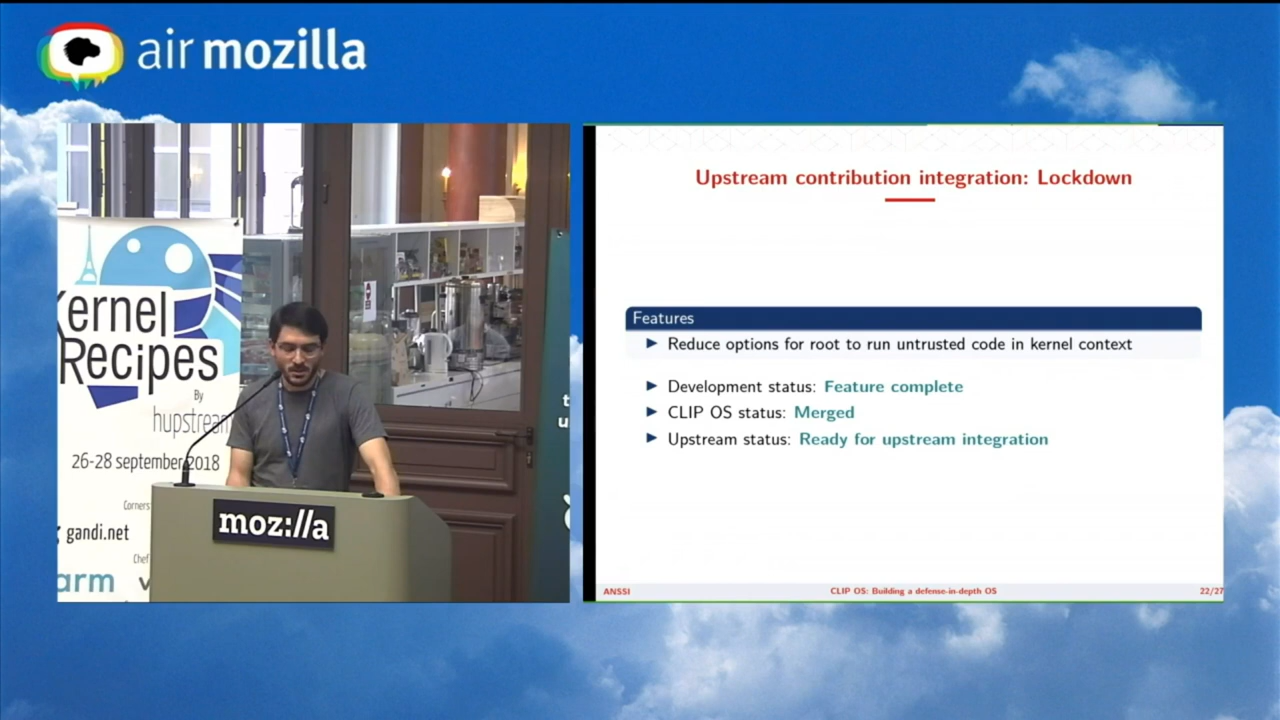 air mozilla
Kernel
Recipes
By
hupstream
26-28 september 2018
Corners
gandi.net
Chef
arm
moz://a
Upstream contribution integration: Lockdown
Features
Reduce options for root to run untrusted code in kernel context
Development status: Feature complete
CLIP OS status: Merged
Upstream status: Ready for upstream integration
ANSSI
CLIP OS: Building a defense-in-depth OS
22/27